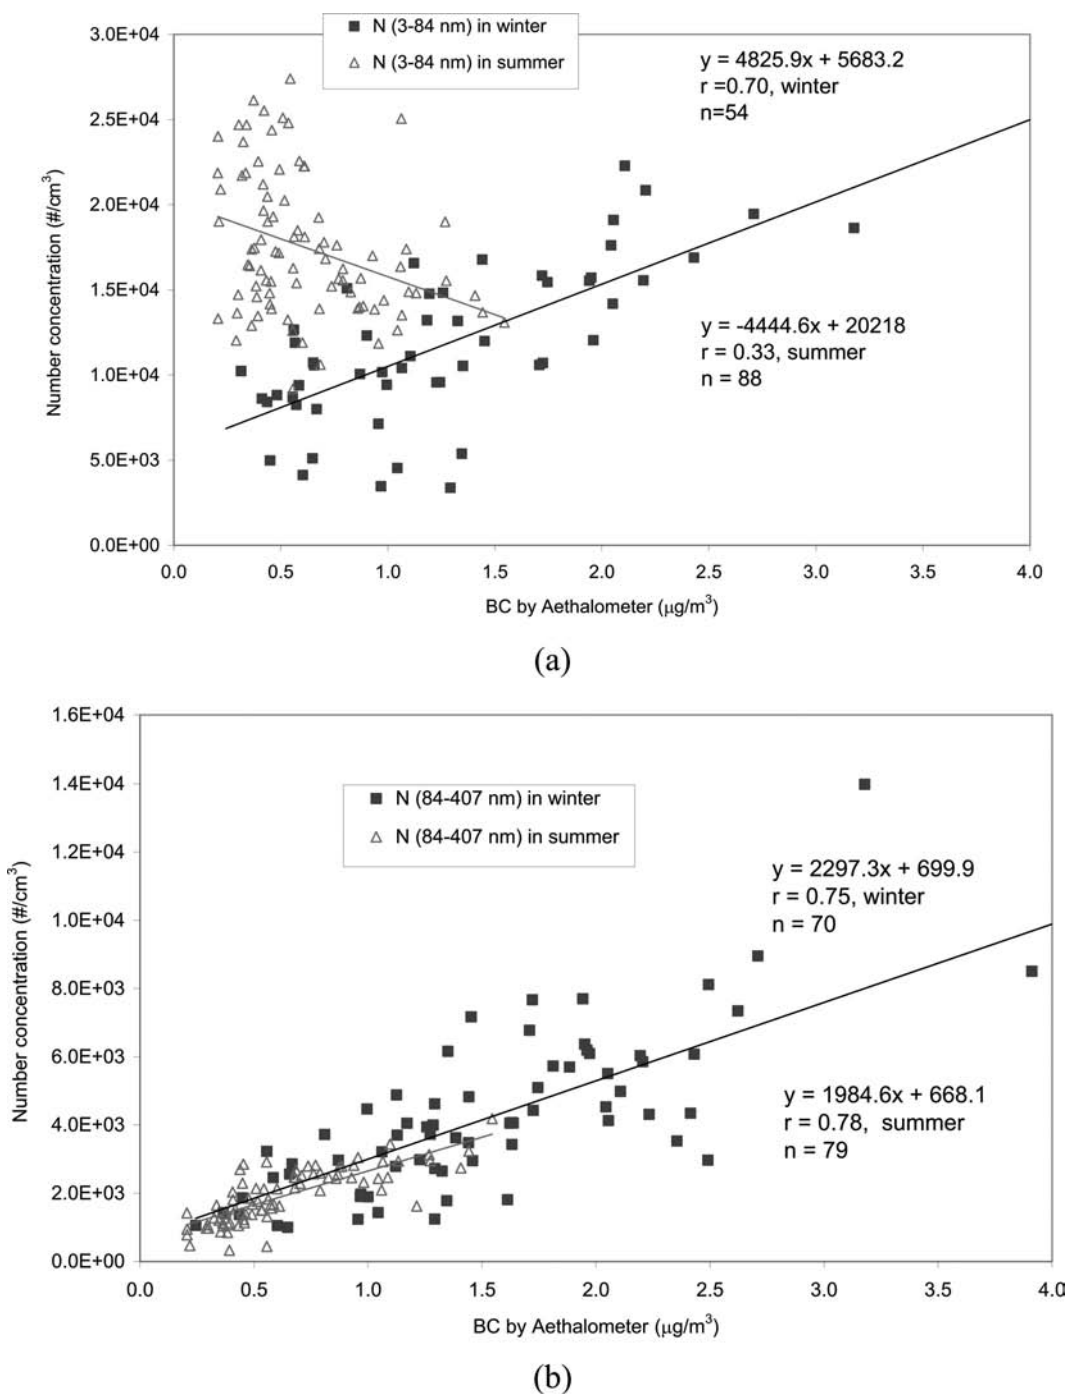 N (3-84 nm) in winter
N (3-84 nm) in summer
3.0E+04
2.5E+04
2.0E+04
1.5E+04
1.0E+04
5.0E+03
0.0E+00
Number concentration (#/cm³)
y = 4825.9x + 5683.2
r =0.70, winter
n=54
y = -4444.6x + 20218
r = 0.33, summer
n = 88
0.0 0.5 1.0 1.5 2.0 2.5 3.0 3.5 4.0
BC by Aethalometer (µg/m³)
(a)
1.6E+04
1.4E+04
1.2E+04
1.0E+04
8.0E+03
6.0E+03
4.0E+03
2.0E+03
0.0E+00
Number concentration (#/cm³)
N (84-407 nm) in winter
N (84-407 nm) in summer
y = 2297.3x + 699.9
r = 0.75, winter
n = 70
y = 1984.6x + 668.1
r = 0.78, summer
n = 79
0.0 0.5 1.0 1.5 2.0 2.5 3.0 3.5 4.0
BC by Aethalometer (µg/m³)
(b)